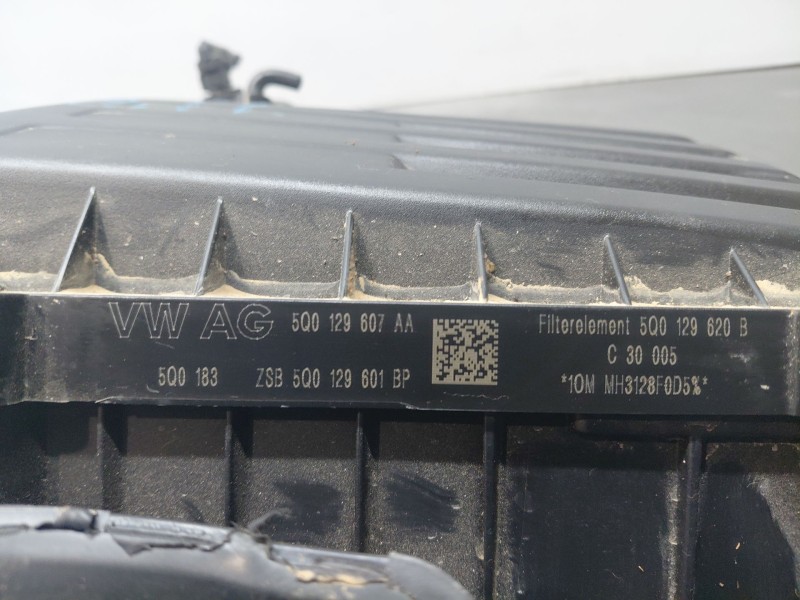 VW AG 5Q0 129 607 AA
5Q0 183 ZSB 5Q0 129 601 BP
Filterelement 5Q0 129 620 B
C 30 005
*1OM MH3128F0D5%*